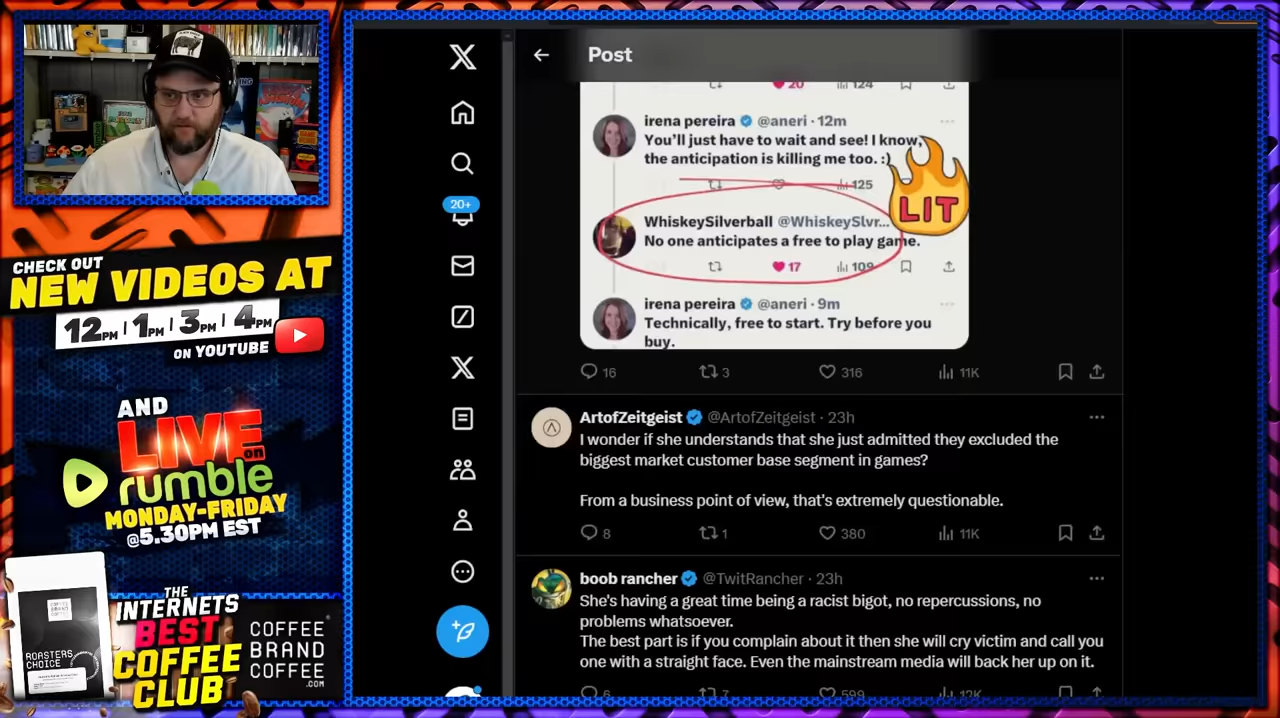 CHECK OUT
NEW VIDEOS AT
12PM | 1PM | 3PM | 4PM
ON YOUTUBE
AND
LIVE on
rumble
MONDAY-FRIDAY
@5.30PM EST
THE
INTERNETS
BEST
COFFEE
CLUB
COFFEE
BRAND
COFFEE
.COM
ROASTERS
CHOICE
20+
Post
20
124
irena pereira @aneri · 12m
You'll just have to wait and see! I know,
the anticipation is killing me too. :)
125
LIT
WhiskeySilverball @WhiskeySlvr...
No one anticipates a free to play game.
17
109
irena pereira @aneri · 9m
Technically, free to start. Try before you
buy.
16
3
316
11K
ArtofZeitgeist @ArtofZeitgeist · 23h
I wonder if she understands that she just admitted they excluded the
biggest market customer base segment in games?
From a business point of view, that's extremely questionable.
8
1
380
11K
boob rancher @TwitRancher · 23h
She's having a great time being a racist bigot, no repercussions, no
problems whatsoever.
The best part is if you complain about it then she will cry victim and call you
one with a straight face. Even the mainstream media will back her up on it.
6
7
599
12K